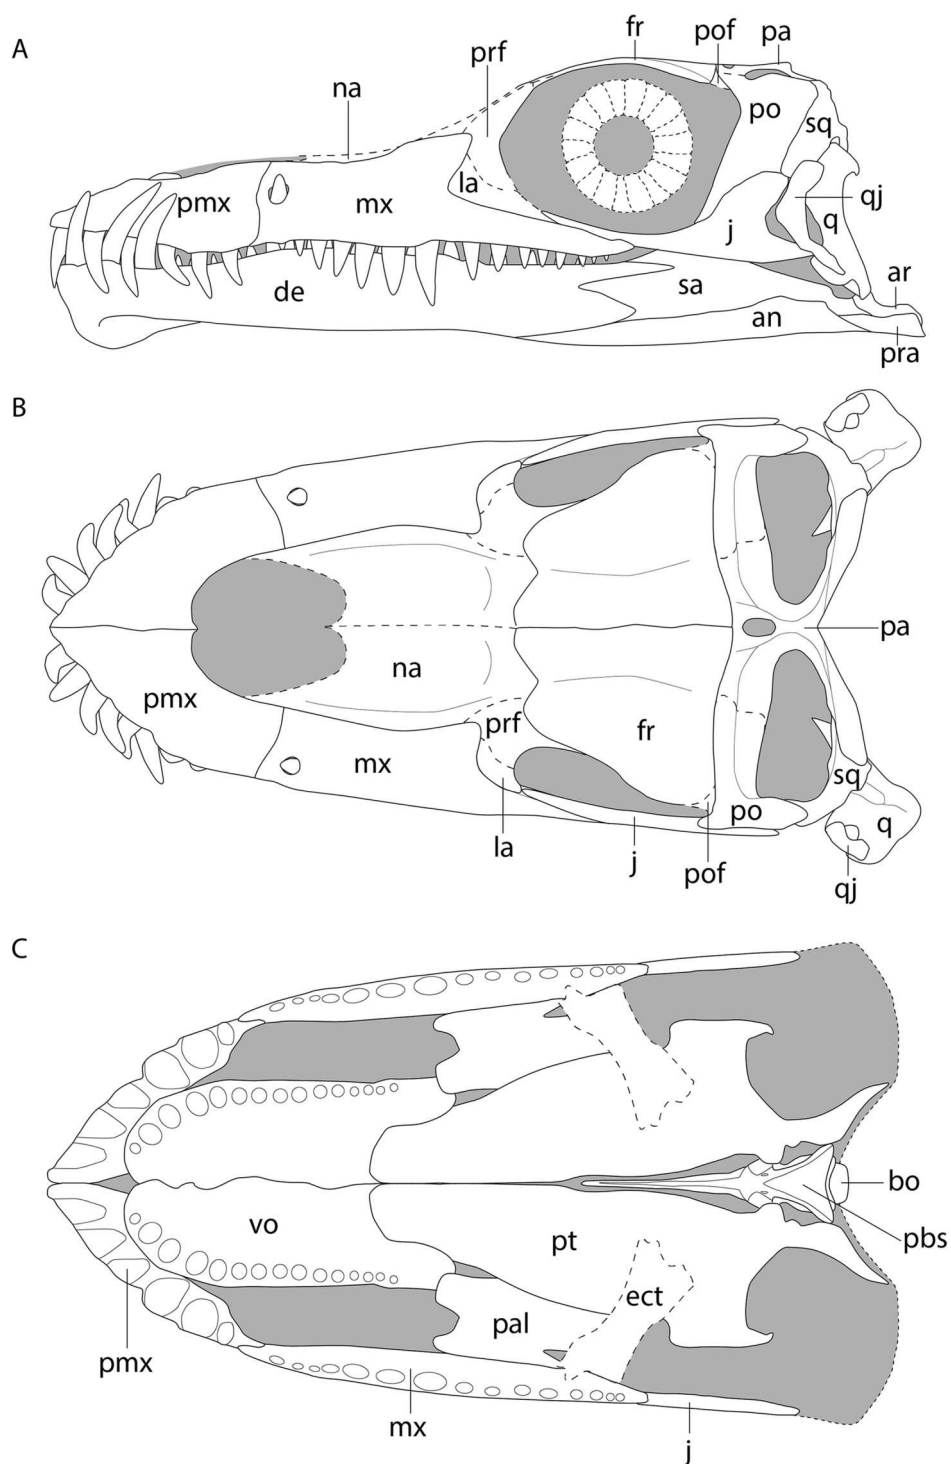 A
fr
pof
pa
prf
na
po
sq
la
qj
pmx
mx
j
q
de
sa
ar
an
pra
B
pa
na
pmx
prf
fr
mx
sq
po
q
la
j
pof
qj
C
bo
vo
pbs
pt
ect
pal
pmx
mx
j